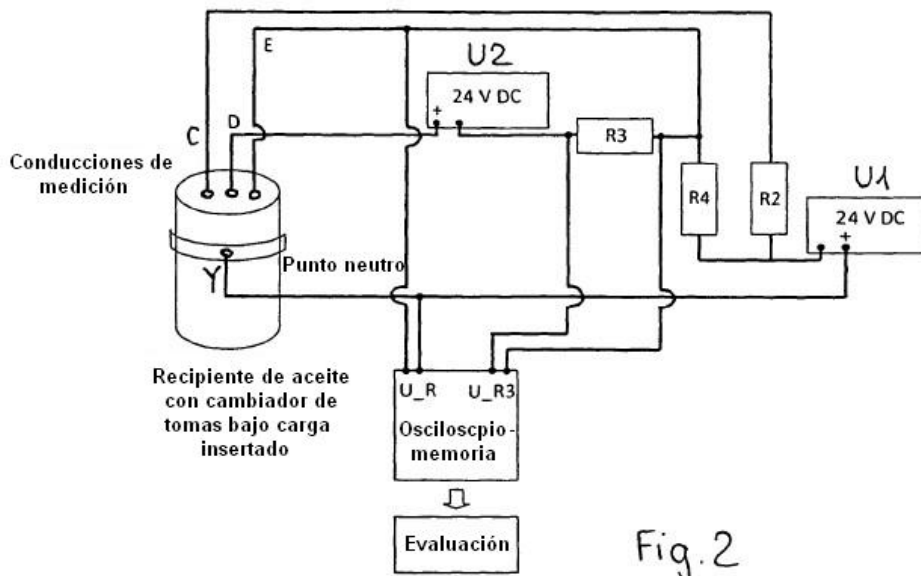 U2
E
24 V DC
+
D
C
R3
Conducciones de
medición
U1
R4
R2
24 V DC
+
Punto neutro
Y
Recipiente de aceite
con cambiador de
tomas bajo carga
insertado
U_R
U_R3
Osciloscpio-
memoria
Evaluación
Fig. 2